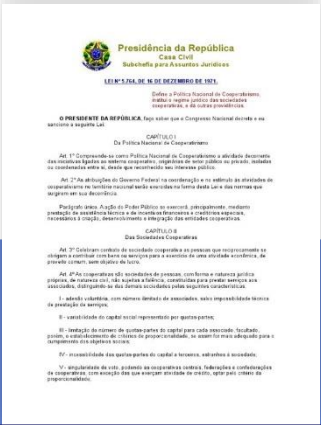 Presidência da República
Casa Civil
Subchefia para Assuntos Jurídicos
LEI Nº 5.764, DE 16 DE DEZEMBRO DE 1971.
Define a Política Nacional de Cooperativismo,
institui o regime jurídico das sociedades
cooperativas, e dá outras providências.
O PRESIDENTE DA REPÚBLICA, faço saber que o Congresso Nacional decreta e eu
sanciono a seguinte Lei:
CAPÍTULO I
Da Política Nacional de Cooperativismo
Art. 1° Compreende-se como Política Nacional de Cooperativismo a atividade decorrente
das iniciativas ligadas ao sistema cooperativo, originárias de setor público ou privado, isoladas
ou coordenadas entre si, desde que reconhecido seu interesse público.
Art. 2° As atribuições do Governo Federal na coordenação e no estímulo às atividades de
cooperativismo no território nacional serão exercidas na forma desta Lei e das normas que
surgirem em sua decorrência.
Parágrafo único. A ação do Poder Público se exercerá, principalmente, mediante
prestação de assistência técnica e de incentivos financeiros e creditórios especiais,
necessários à criação, desenvolvimento e integração das entidades cooperativas.
CAPÍTULO II
Das Sociedades Cooperativas
Art. 3° Celebram contrato de sociedade cooperativa as pessoas que reciprocamente se
obrigam a contribuir com bens ou serviços para o exercício de uma atividade econômica, de
proveito comum, sem objetivo de lucro.
Art. 4º As cooperativas são sociedades de pessoas, com forma e natureza jurídica
próprias, de natureza civil, não sujeitas a falência, constituídas para prestar serviços aos
associados, distinguindo-se das demais sociedades pelas seguintes características:
I - adesão voluntária, com número ilimitado de associados, salvo impossibilidade técnica
de prestação de serviços;
II - variabilidade do capital social representado por quotas-partes;
III - limitação do número de quotas-partes do capital para cada associado, facultado,
porém, o estabelecimento de critérios de proporcionalidade, se assim for mais adequado para o
cumprimento dos objetivos sociais;
IV - incessibilidade das quotas-partes do capital a terceiros, estranhos à sociedade;
V - singularidade de voto, podendo as cooperativas centrais, federações e confederações
de cooperativas, com exceção das que exerçam atividade de crédito, optar pelo critério da
proporcionalidade;